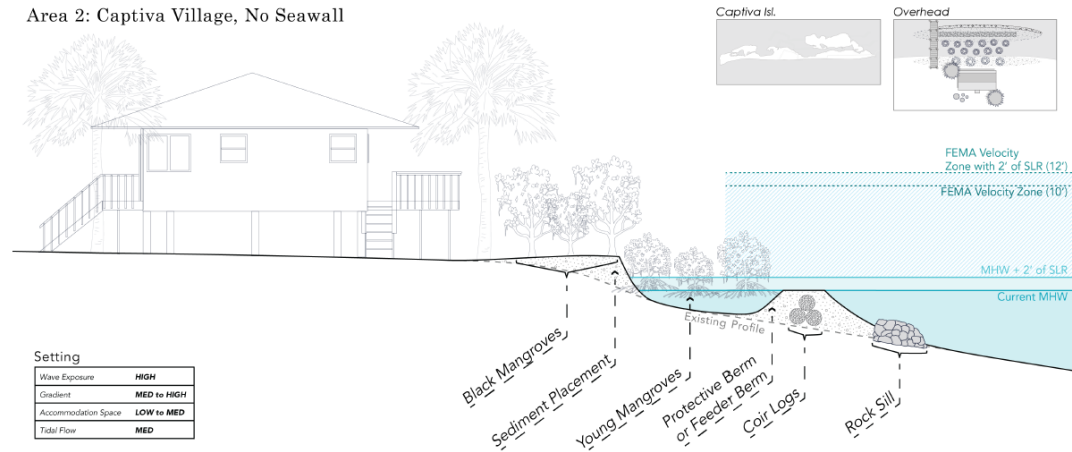 Area 2: Captiva Village, No Seawall
Captiva Isl.
Overhead
FEMA Velocity
Zone with 2' of SLR (12')
FEMA Velocity Zone (10')
MHW + 2' of SLR
Current MHW
Existing Profile
Black Mangroves
Sediment Placement
Young Mangroves
Protective Berm
or Feeder Berm
Coir Logs
Rock Sill
Setting
Wave Exposure HIGH
Gradient MED to HIGH
Accommodation Space LOW to MED
Tidal Flow MED